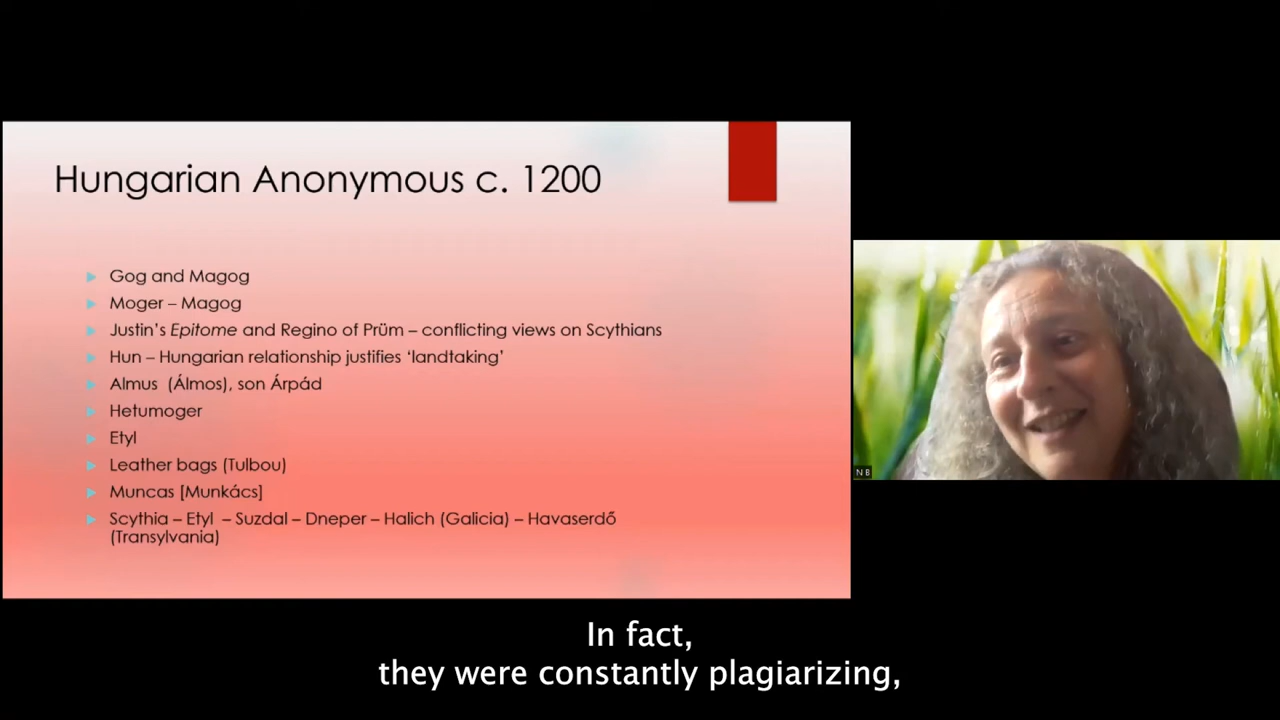 Hungarian Anonymous c. 1200
Gog and Magog
Moger – Magog
Justin's Epitome and Regino of Prüm – conflicting views on Scythians
Hun – Hungarian relationship justifies 'landtaking'
Almus (Álmos), son Árpád
Hetumoger
Etyl
Leather bags (Tulbou)
Muncas [Munkács]
Scythia – Etyl – Suzdal – Dneper – Halich (Galicia) – Havaserdő
(Transylvania)
N B
In fact,
they were constantly plagiarizing,